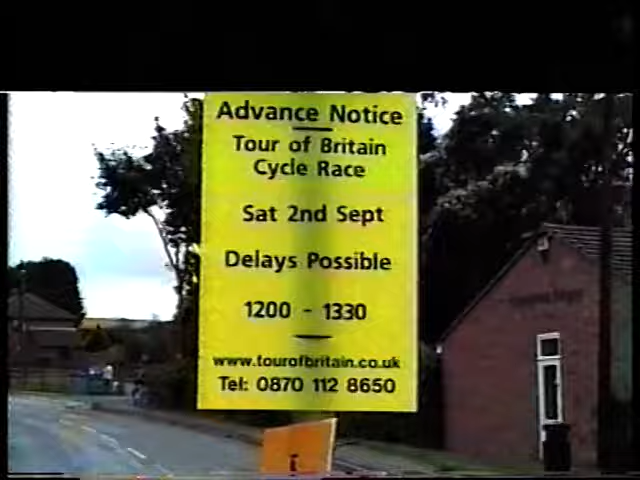 Advance Notice
Tour of Britain
Cycle Race
Sat 2nd Sept
Delays Possible
1200 - 1330
www.tourofbritain.co.uk
Tel: 0870 112 8650